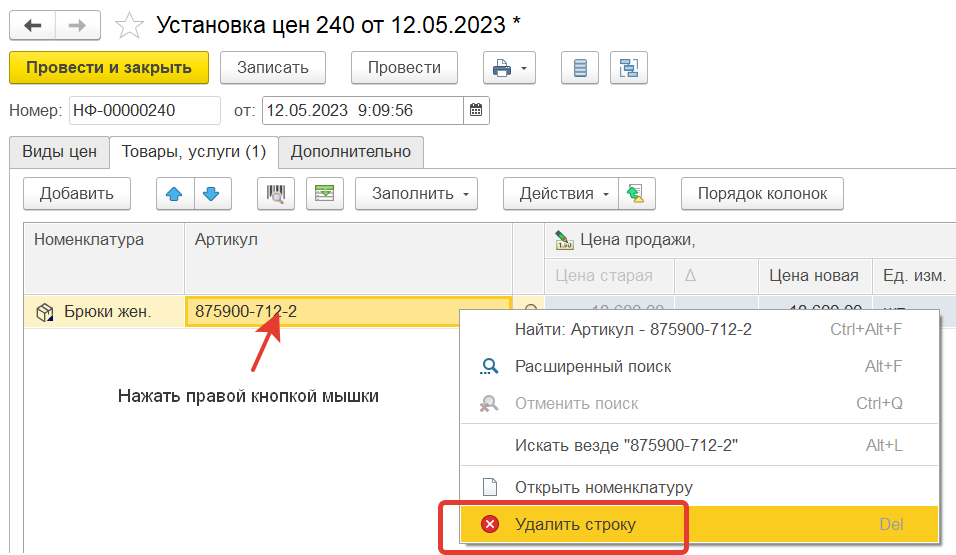 Установка цен 240 от 12.05.2023 *
Провести и закрыть Записать Провести
Номер: НФ-00000240 от: 12.05.2023 9:09:56
Виды цен Товары, услуги (1) Дополнительно
Добавить Заполнить Действия Порядок колонок
Номенклатура Артикул Цена продажи,
Цена старая Δ Цена новая Ед. изм.
Брюки жен. 875900-712-2
Найти: Артикул - 875900-712-2 Ctrl+Alt+F
Расширенный поиск Alt+F
Нажать правой кнопкой мышки
Отменить поиск Ctrl+Q
Искать везде "875900-712-2" Alt+L
Открыть номенклатуру
Удалить строку Del